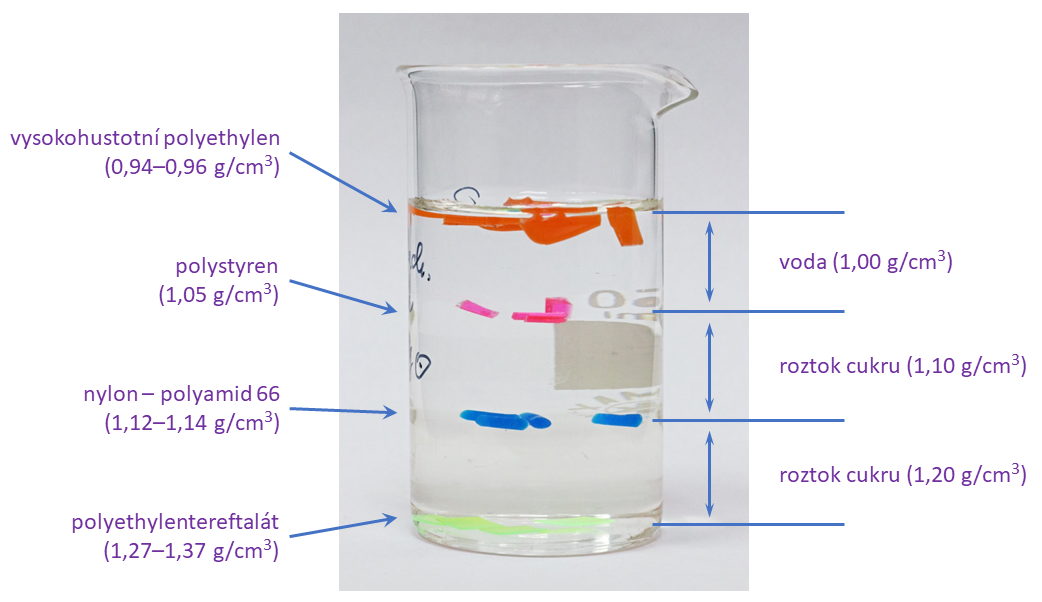 vysokohustotní polyethylen
(0,94–0,96 g/cm³)
polystyren
(1,05 g/cm³)
nylon – polyamid 66
(1,12–1,14 g/cm³)
polyethylentereftalát
(1,27–1,37 g/cm³)
voda (1,00 g/cm³)
roztok cukru (1,10 g/cm³)
roztok cukru (1,20 g/cm³)